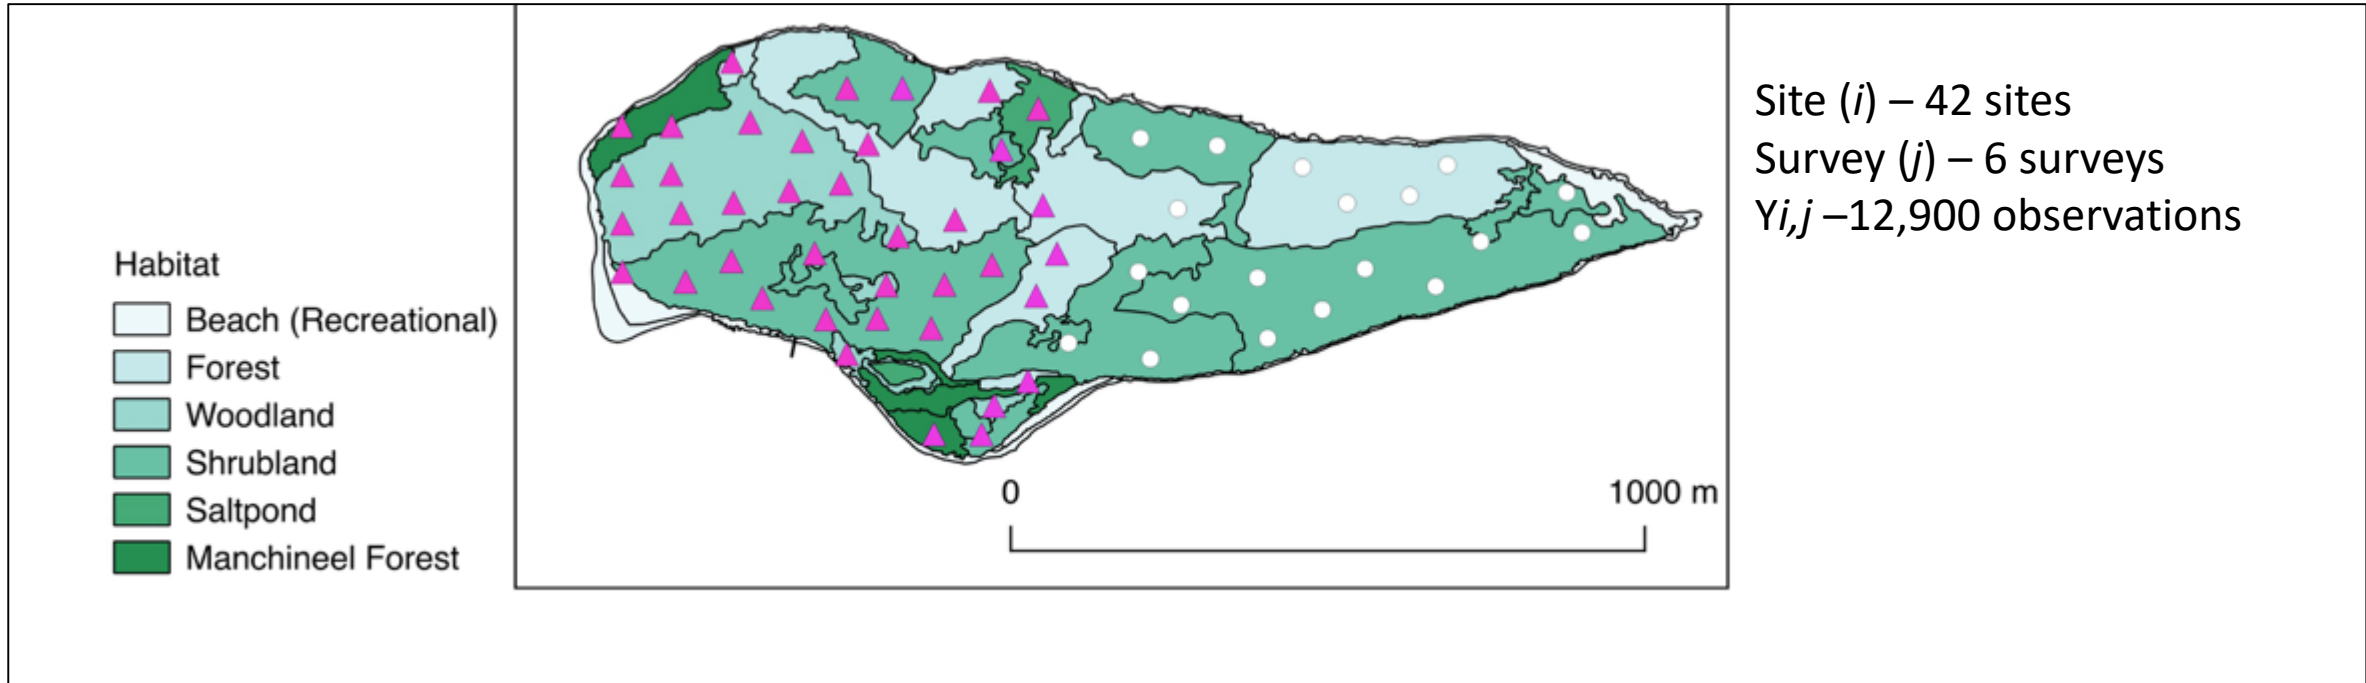 Site (i) – 42 sites
Survey (j) – 6 surveys
Yi,j –12,900 observations
Habitat
Beach (Recreational)
Forest
Woodland
Shrubland
Saltpond
Manchineel Forest
0 1000 m